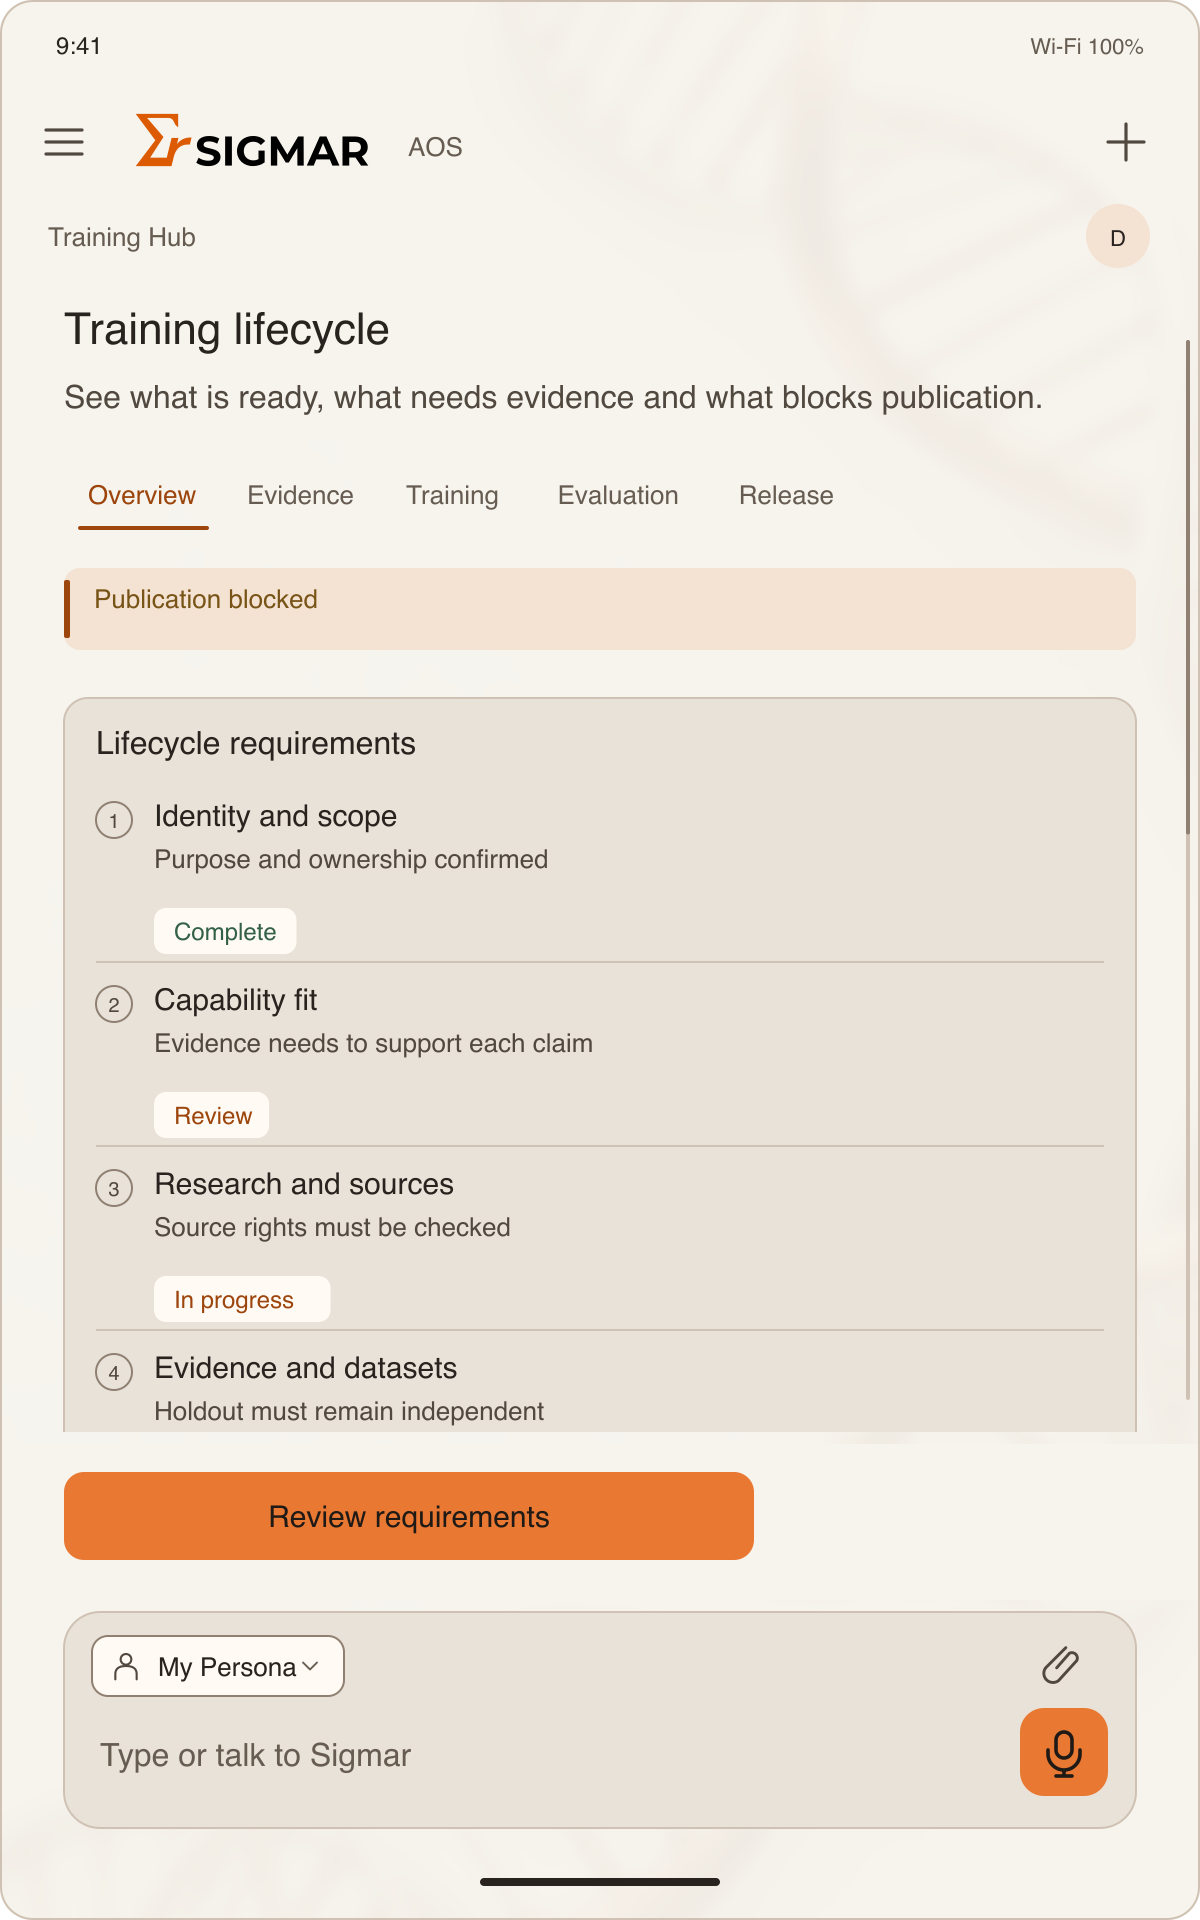 9:41
Wi-Fi 100%
Σr SIGMAR AOS
Training Hub
D
Training lifecycle
See what is ready, what needs evidence and what blocks publication.
Overview Evidence Training Evaluation Release
Publication blocked
Lifecycle requirements
1 Identity and scope
Purpose and ownership confirmed
Complete
2 Capability fit
Evidence needs to support each claim
Review
3 Research and sources
Source rights must be checked
In progress
4 Evidence and datasets
Holdout must remain independent
Review requirements
My Persona
Type or talk to Sigmar